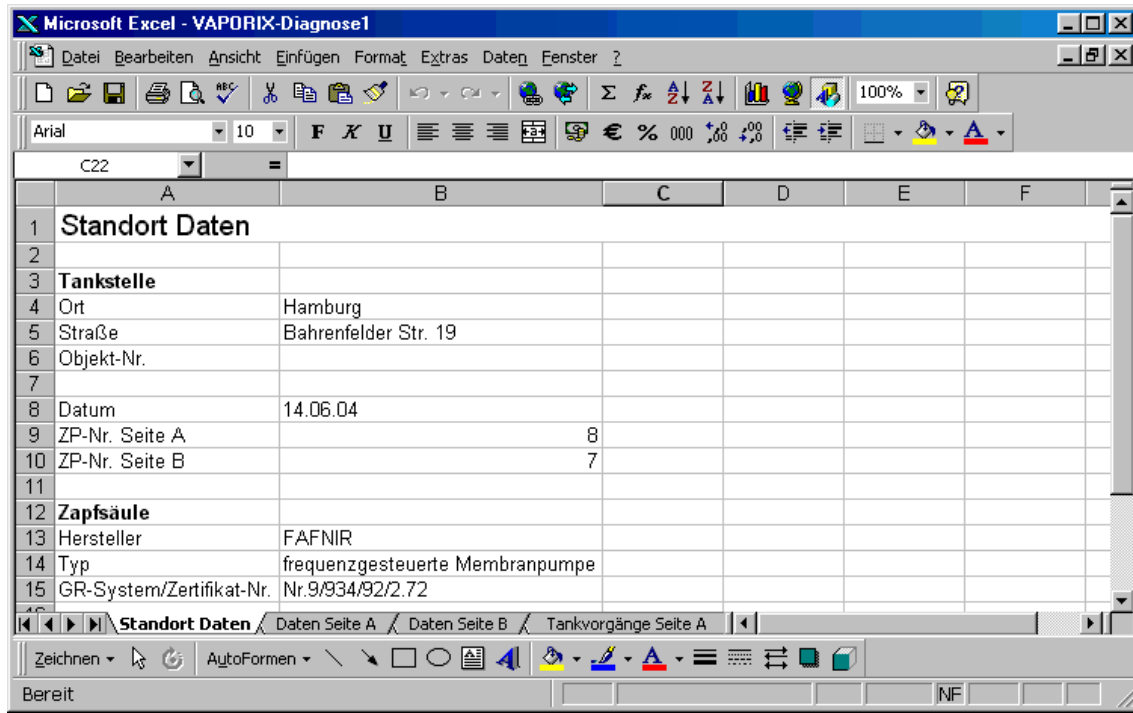 Microsoft Excel - VAPORIX-Diagnose1
Datei Bearbeiten Ansicht Einfügen Format Extras Daten Fenster ?
ABC Σ fx A Z Z A 100%
Arial 10 F K U € % 000
C22 =
A B C D E F
1 Standort Daten
2
3 Tankstelle
4 Ort Hamburg
5 Straße Bahrenfelder Str. 19
6 Objekt-Nr.
7
8 Datum 14.06.04
9 ZP-Nr. Seite A 8
10 ZP-Nr. Seite B 7
11
12 Zapfsäule
13 Hersteller FAFNIR
14 Typ frequenzgesteuerte Membranpumpe
15 GR-System/Zertifikat-Nr. Nr.9/934/92/2.72
Standort Daten Daten Seite A Daten Seite B Tankvorgänge Seite A
Zeichnen AutoFormen
Bereit NF